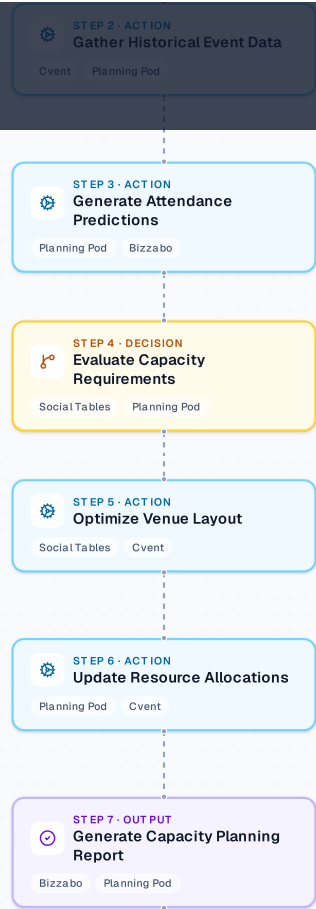 STEP 2 · ACTION
Gather Historical Event Data
Cvent Planning Pod
STEP 3 · ACTION
Generate Attendance
Predictions
Planning Pod Bizzabo
STEP 4 · DECISION
Evaluate Capacity
Requirements
Social Tables Planning Pod
STEP 5 · ACTION
Optimize Venue Layout
Social Tables Cvent
STEP 6 · ACTION
Update Resource Allocations
Planning Pod Cvent
STEP 7 · OUTPUT
Generate Capacity Planning
Report
Bizzabo Planning Pod